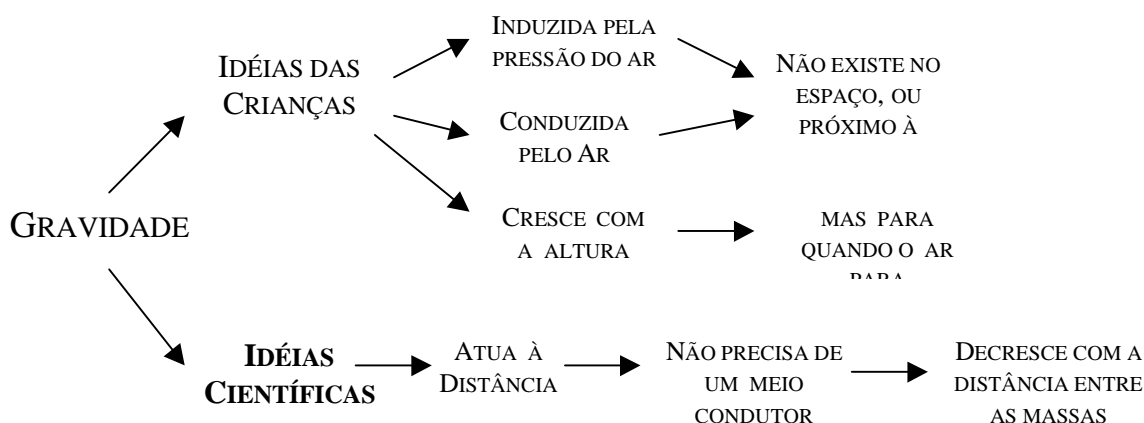 GRAVIDADE
IDÉIAS DAS
CRIANÇAS
INDUZIDA PELA
PRESSÃO DO AR
CONDUZIDA
PELO AR
NÃO EXISTE NO
ESPAÇO, OU
PRÓXIMO À
CRESCE COM
A ALTURA
MAS PARA
QUANDO O AR
PARA
IDÉIAS
CIENTÍFICAS
ATUA À
DISTÂNCIA
NÃO PRECISA DE
UM MEIO
CONDUTOR
DECRESCE COM A
DISTÂNCIA ENTRE
AS MASSAS